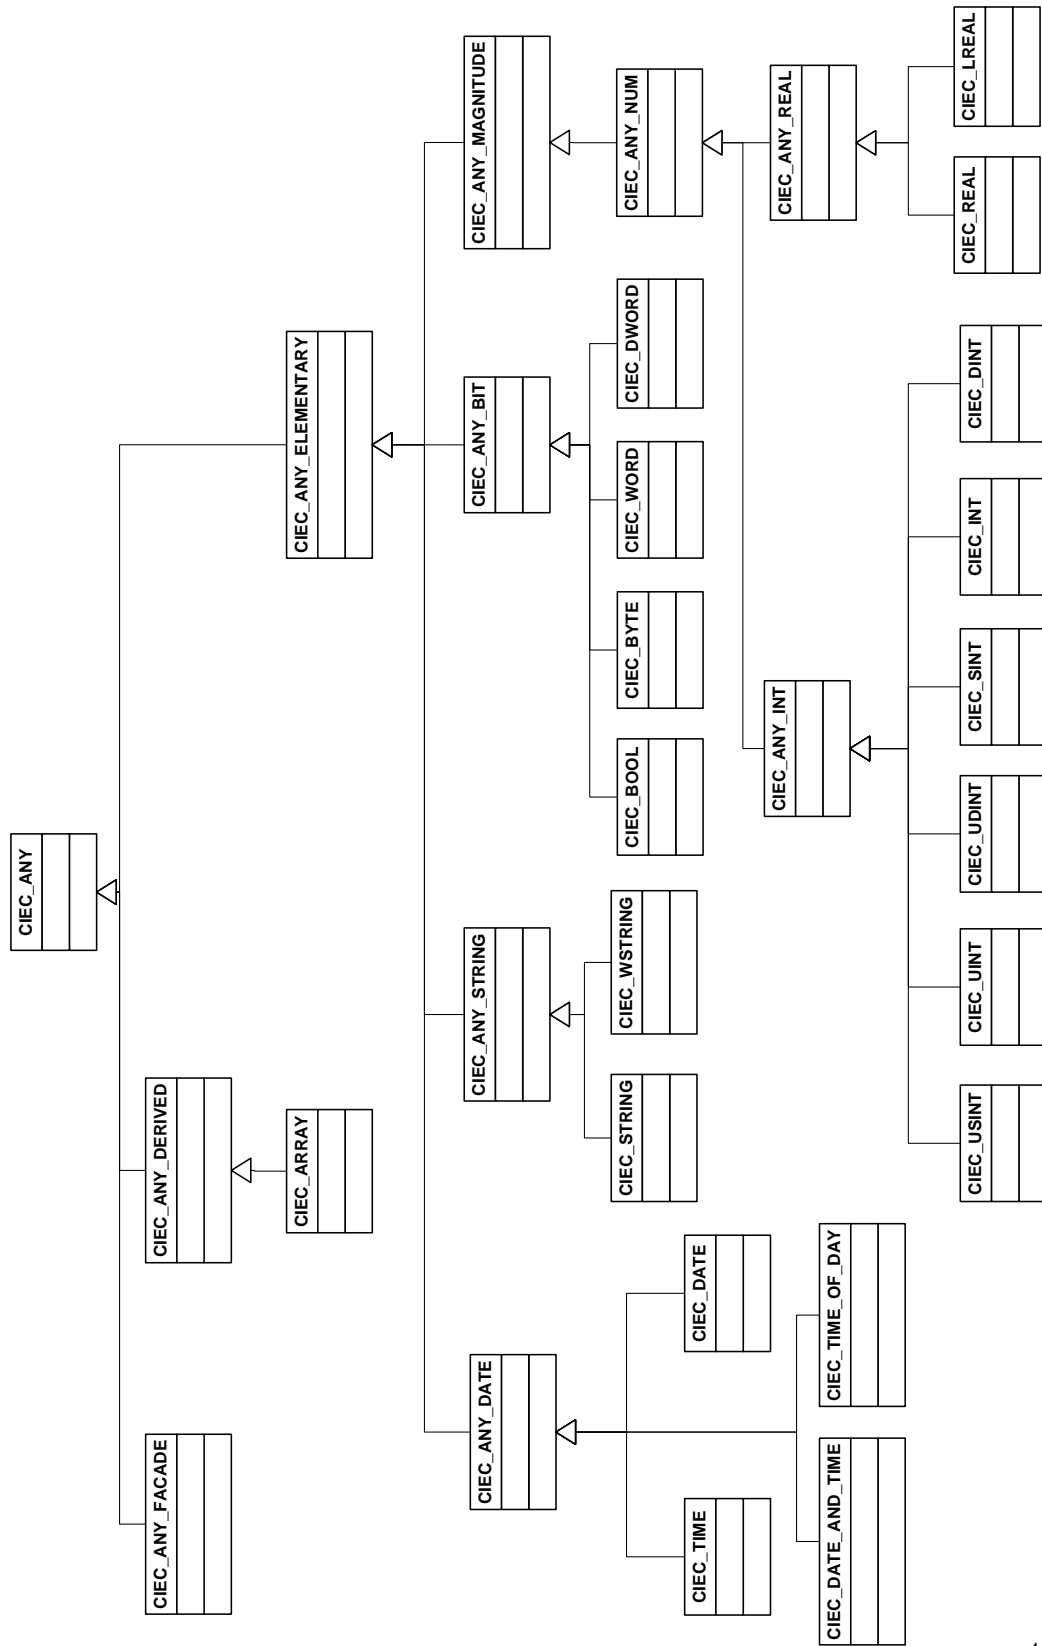 CIEC_ANY
CIEC_ANY_FACADE
CIEC_ANY_DERIVED
CIEC_ARRAY
CIEC_ANY_ELEMENTARY
CIEC_ANY_DATE
CIEC_ANY_STRING
CIEC_ANY_BIT
CIEC_ANY_MAGNITUDE
CIEC_STRING
CIEC_WSTRING
CIEC_BOOL
CIEC_BYTE
CIEC_WORD
CIEC_DWORD
CIEC_ANY_NUM
CIEC_TIME
CIEC_DATE
CIEC_ANY_INT
CIEC_ANY_REAL
CIEC_DATE_AND_TIME
CIEC_TIME_OF_DAY
CIEC_USINT
CIEC_UINT
CIEC_UDINT
CIEC_SINT
CIEC_INT
CIEC_DINT
CIEC_REAL
CIEC_LREAL